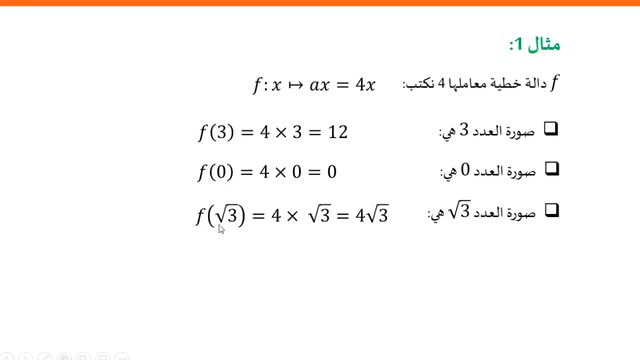 مثال 1:
f دالة خطية معاملها 4 نكتب: f: x ↦ ax = 4x
❑ صورة العدد 3 هي: f(3) = 4 × 3 = 12
❑ صورة العدد 0 هي: f(0) = 4 × 0 = 0
❑ صورة العدد √3 هي: f(√3) = 4 × √3 = 4√3